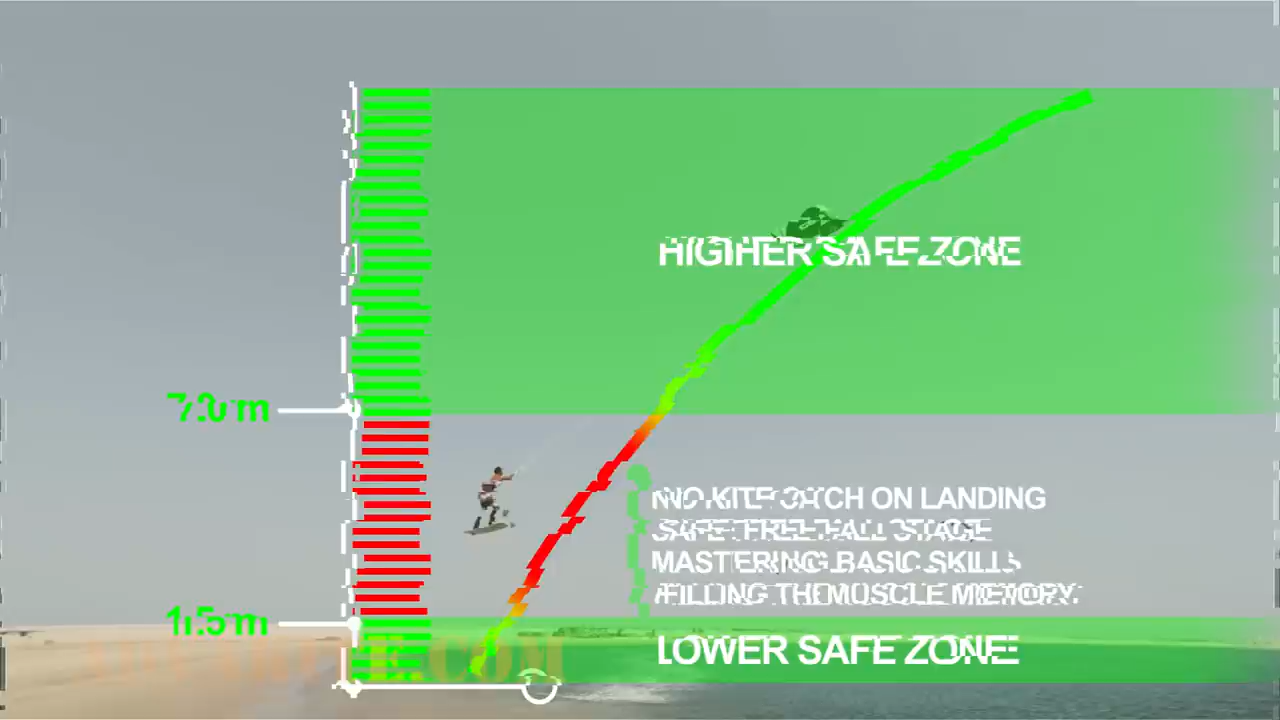 HIGHER SAFE ZONE
7.0 m
NO KITE CATCH ON LANDING
SAFE FREE FALL STAGE
MASTERING BASIC SKILLS
FILLING THE MUSCLE MEMORY
1.5 m
LOWER SAFE ZONE